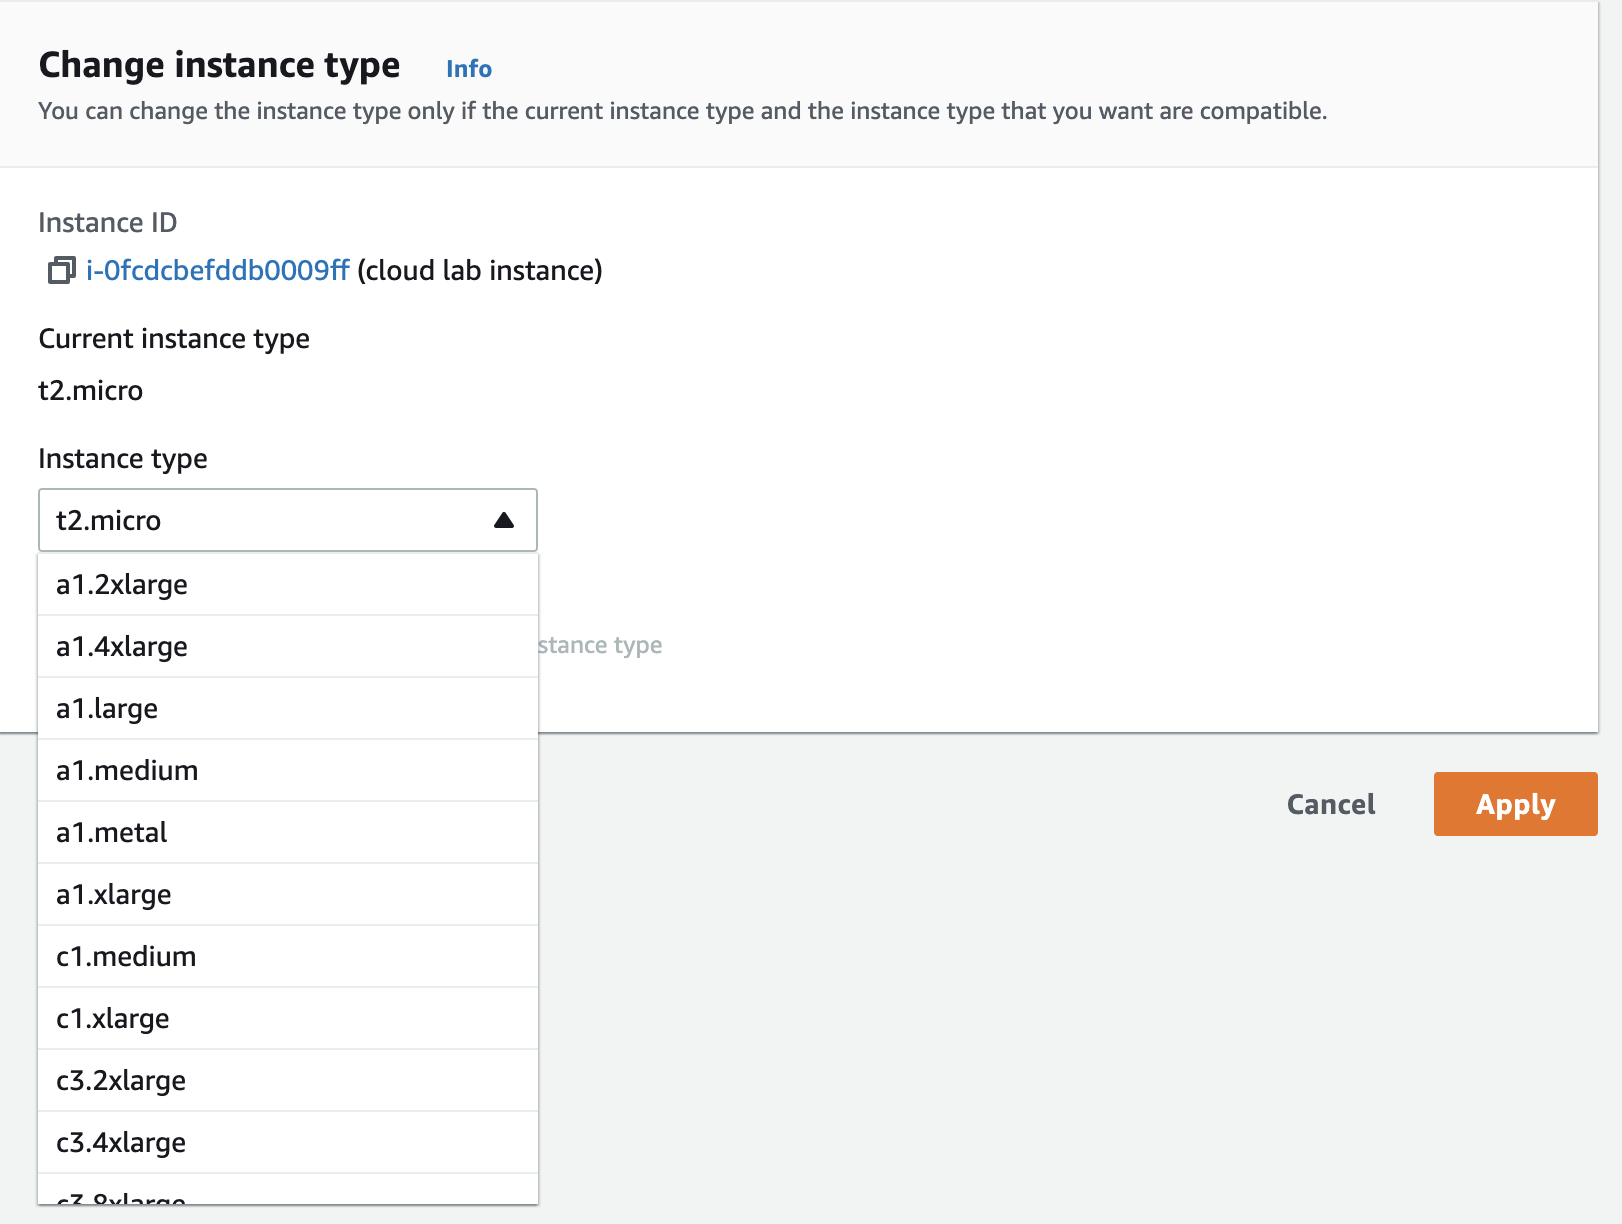 Change instance type Info
You can change the instance type only if the current instance type and the instance type that you want are compatible.
Instance ID
i-0fcdcbefddb0009ff (cloud lab instance)
Current instance type
t2.micro
Instance type
t2.micro
a1.2xlarge
a1.4xlarge
stance type
a1.large
a1.medium
Cancel Apply
a1.metal
a1.xlarge
c1.medium
c1.xlarge
c3.2xlarge
c3.4xlarge
c3.8xlarge